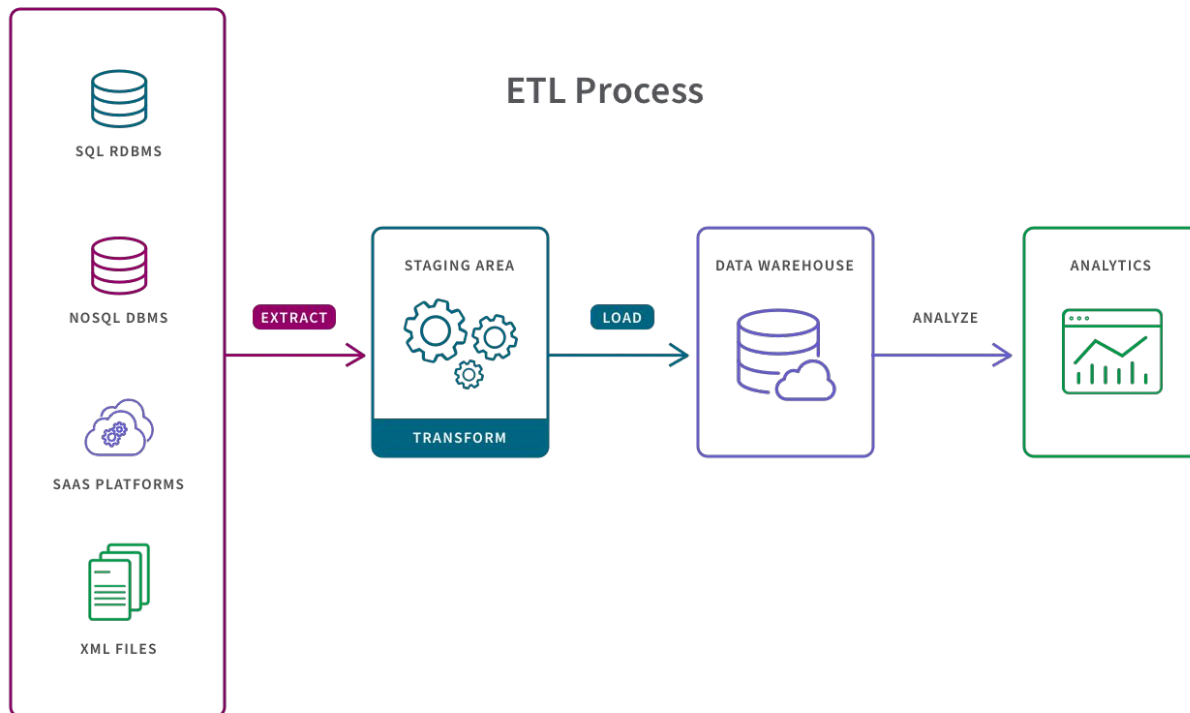 ETL Process
SQL RDBMS
NOSQL DBMS
SAAS PLATFORMS
XML FILES
EXTRACT
STAGING AREA
TRANSFORM
LOAD
DATA WAREHOUSE
ANALYZE
ANALYTICS